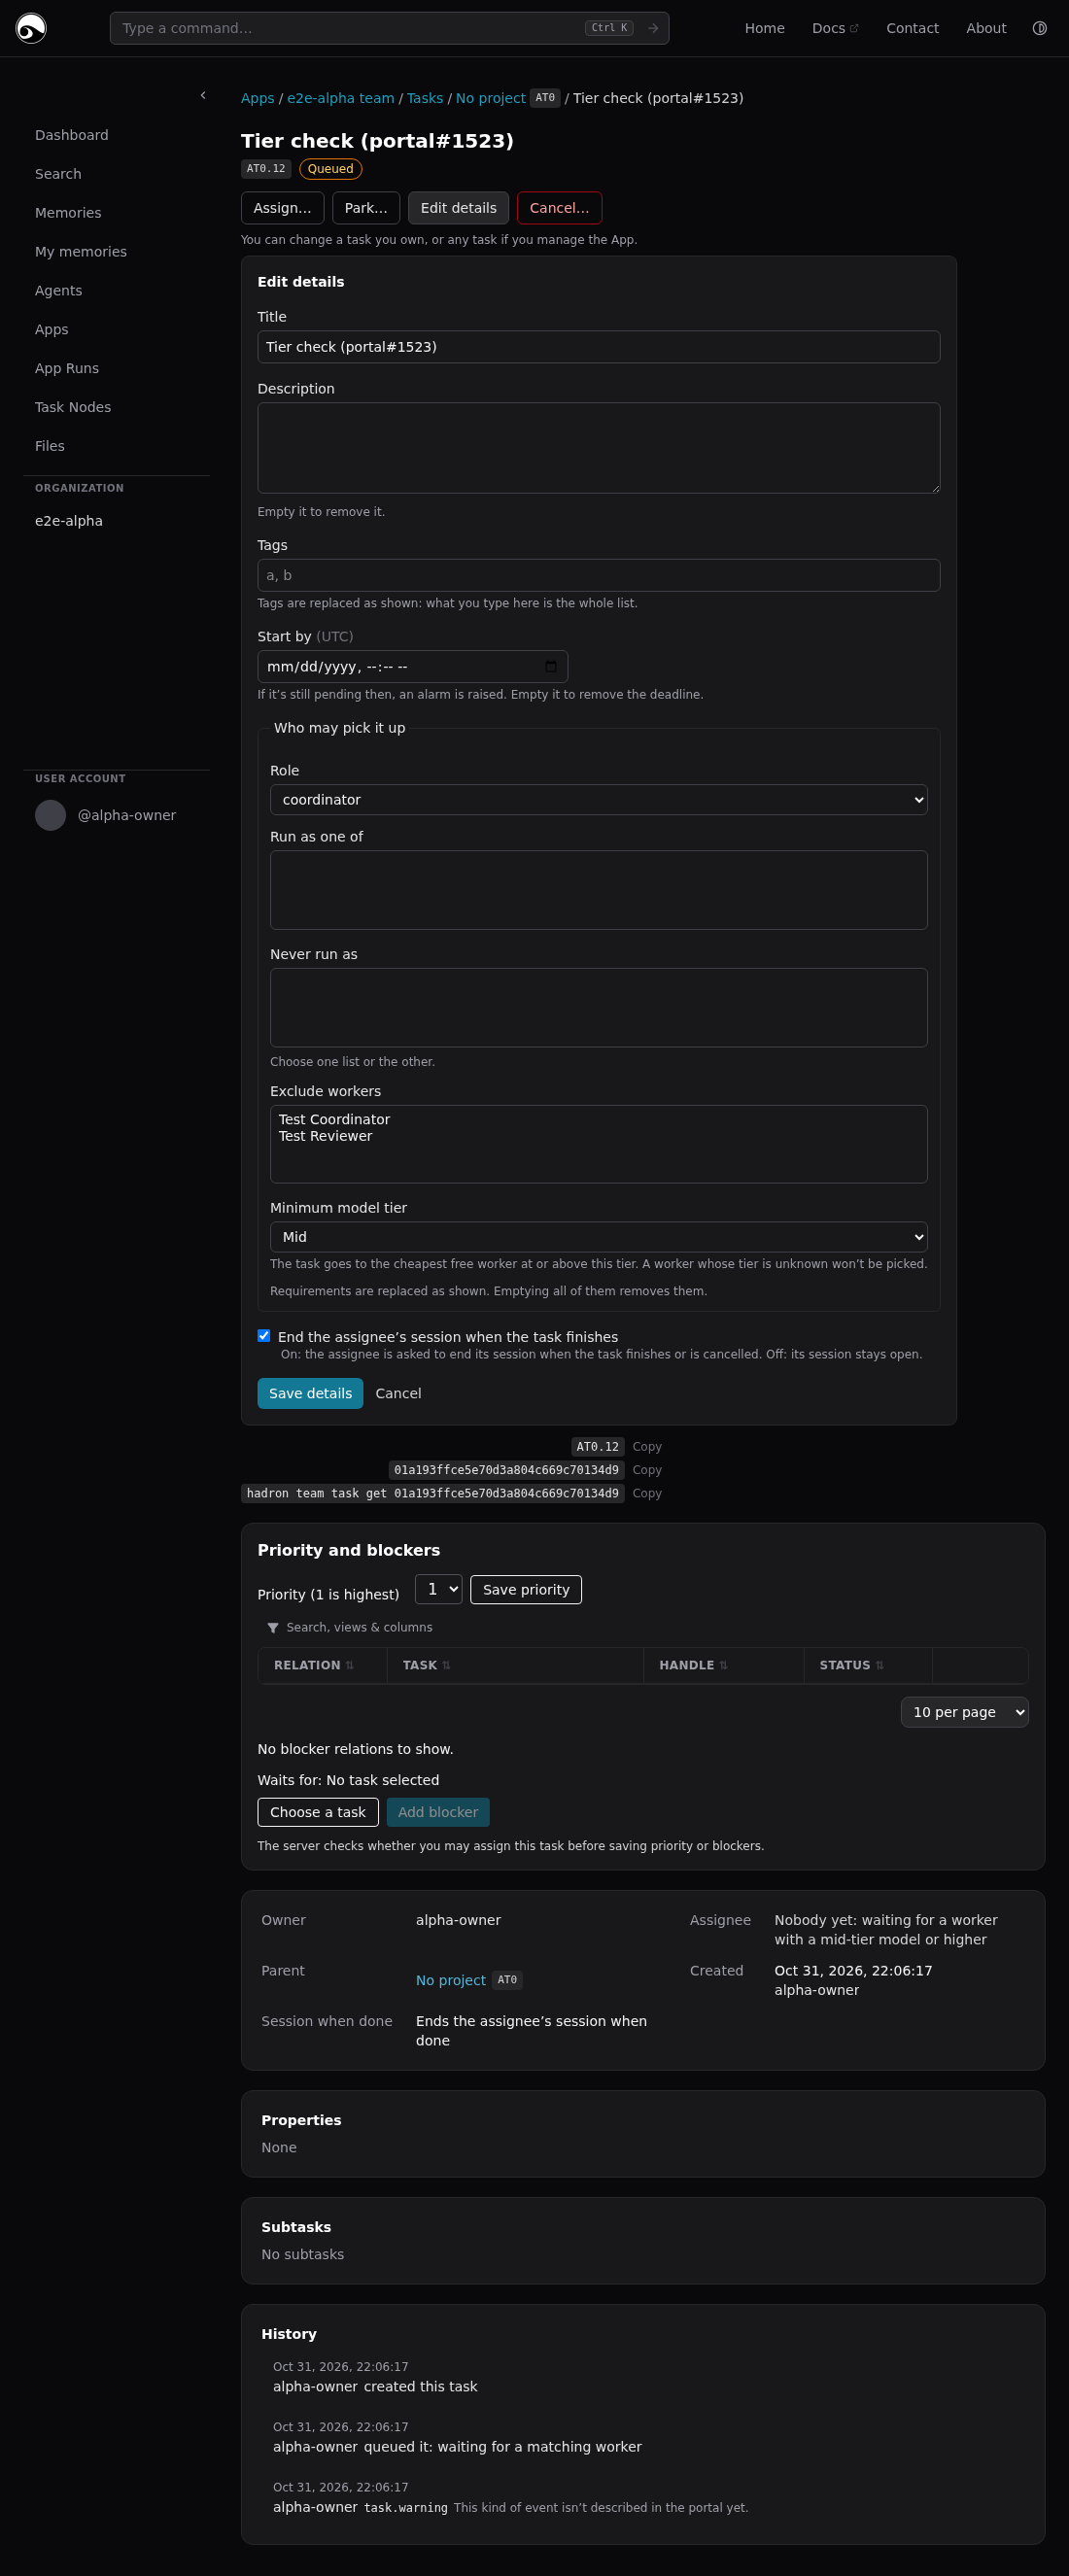 Type a command...
Ctrl K
Home
Docs
Contact
About
Apps / e2e-alpha team / Tasks / No project AT0 / Tier check (portal#1523)
Dashboard
Search
Memories
My memories
Agents
Apps
App Runs
Task Nodes
Files
ORGANIZATION
e2e-alpha
USER ACCOUNT
@alpha-owner
Tier check (portal#1523)
AT0.12 Queued
Assign… Park… Edit details Cancel…
You can change a task you own, or any task if you manage the App.
Edit details
Title
Tier check (portal#1523)
Description
Empty it to remove it.
Tags
a, b
Tags are replaced as shown: what you type here is the whole list.
Start by (UTC)
mm/dd/yyyy, --:-- --
If it’s still pending then, an alarm is raised. Empty it to remove the deadline.
Who may pick it up
Role
coordinator
Run as one of
Never run as
Choose one list or the other.
Exclude workers
Test Coordinator
Test Reviewer
Minimum model tier
Mid
The task goes to the cheapest free worker at or above this tier. A worker whose tier is unknown won’t be picked.
Requirements are replaced as shown. Emptying all of them removes them.
End the assignee’s session when the task finishes
On: the assignee is asked to end its session when the task finishes or is cancelled. Off: its session stays open.
Save details Cancel
AT0.12 Copy
01a193ffce5e70d3a804c669c70134d9 Copy
hadron team task get 01a193ffce5e70d3a804c669c70134d9 Copy
Priority and blockers
Priority (1 is highest) 1 Save priority
Search, views & columns
RELATION TASK HANDLE STATUS
10 per page
No blocker relations to show.
Waits for: No task selected
Choose a task Add blocker
The server checks whether you may assign this task before saving priority or blockers.
Owner alpha-owner
Assignee Nobody yet: waiting for a worker
with a mid-tier model or higher
Parent No project AT0
Created Oct 31, 2026, 22:06:17
alpha-owner
Session when done Ends the assignee’s session when
done
Properties
None
Subtasks
No subtasks
History
Oct 31, 2026, 22:06:17
alpha-owner created this task
Oct 31, 2026, 22:06:17
alpha-owner queued it: waiting for a matching worker
Oct 31, 2026, 22:06:17
alpha-owner task.warning This kind of event isn’t described in the portal yet.